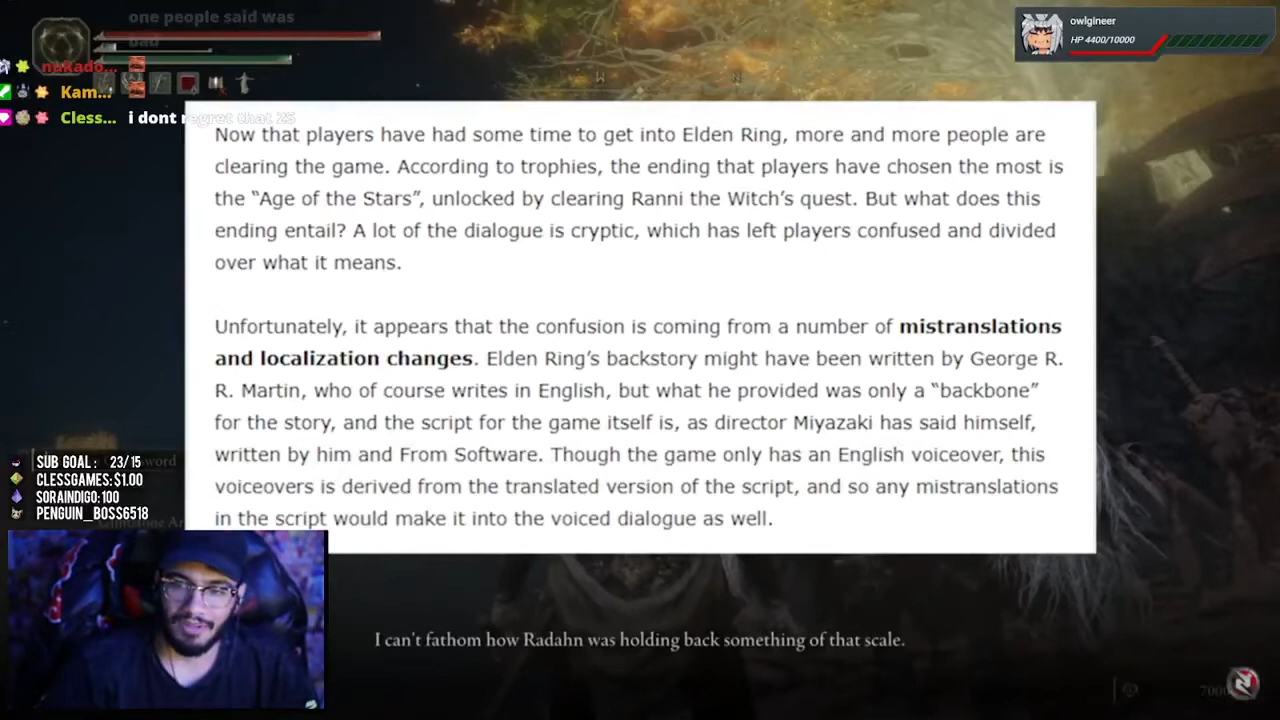 one people said was
bad
nukado...
Kam...
Cless... i dont regret that 25
owlgineer
HP 4400/10000
Now that players have had some time to get into Elden Ring, more and more people are
clearing the game. According to trophies, the ending that players have chosen the most is
the “Age of the Stars”, unlocked by clearing Ranni the Witch’s quest. But what does this
ending entail? A lot of the dialogue is cryptic, which has left players confused and divided
over what it means.
Unfortunately, it appears that the confusion is coming from a number of mistranslations
and localization changes. Elden Ring’s backstory might have been written by George R.
R. Martin, who of course writes in English, but what he provided was only a “backbone”
for the story, and the script for the game itself is, as director Miyazaki has said himself,
written by him and From Software. Though the game only has an English voiceover, this
voiceovers is derived from the translated version of the script, and so any mistranslations
in the script would make it into the voiced dialogue as well.
SUB GOAL : 23/15
CLESSGAMES: $1.00
SORAINDIGO: 100
PENGUIN_BOSS6518
I can't fathom how Radahn was holding back something of that scale.